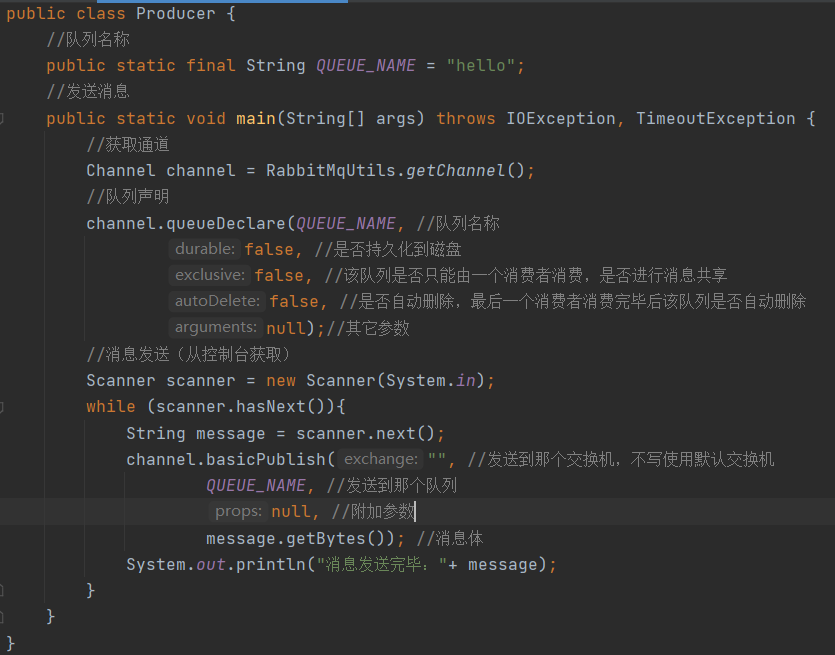 public class Producer {
//队列名称
public static final String QUEUE_NAME = "hello";
//发送消息
public static void main(String[] args) throws IOException, TimeoutException {
//获取通道
Channel channel = RabbitMqUtils.getChannel();
//队列声明
channel.queueDeclare(QUEUE_NAME, //队列名称
durable: false, //是否持久化到磁盘
exclusive: false, //该队列是否只能由一个消费者消费，是否进行消息共享
autoDelete: false, //是否自动删除，最后一个消费者消费完毕后该队列是否自动删除
arguments: null);//其它参数
//消息发送（从控制台获取）
Scanner scanner = new Scanner(System.in);
while (scanner.hasNext()){
String message = scanner.next();
channel.basicPublish( exchange: "", //发送到那个交换机，不写使用默认交换机
QUEUE_NAME, //发送到那个队列
props: null, //附加参数
message.getBytes()); //消息体
System.out.println("消息发送完毕："+ message);
}
}
}